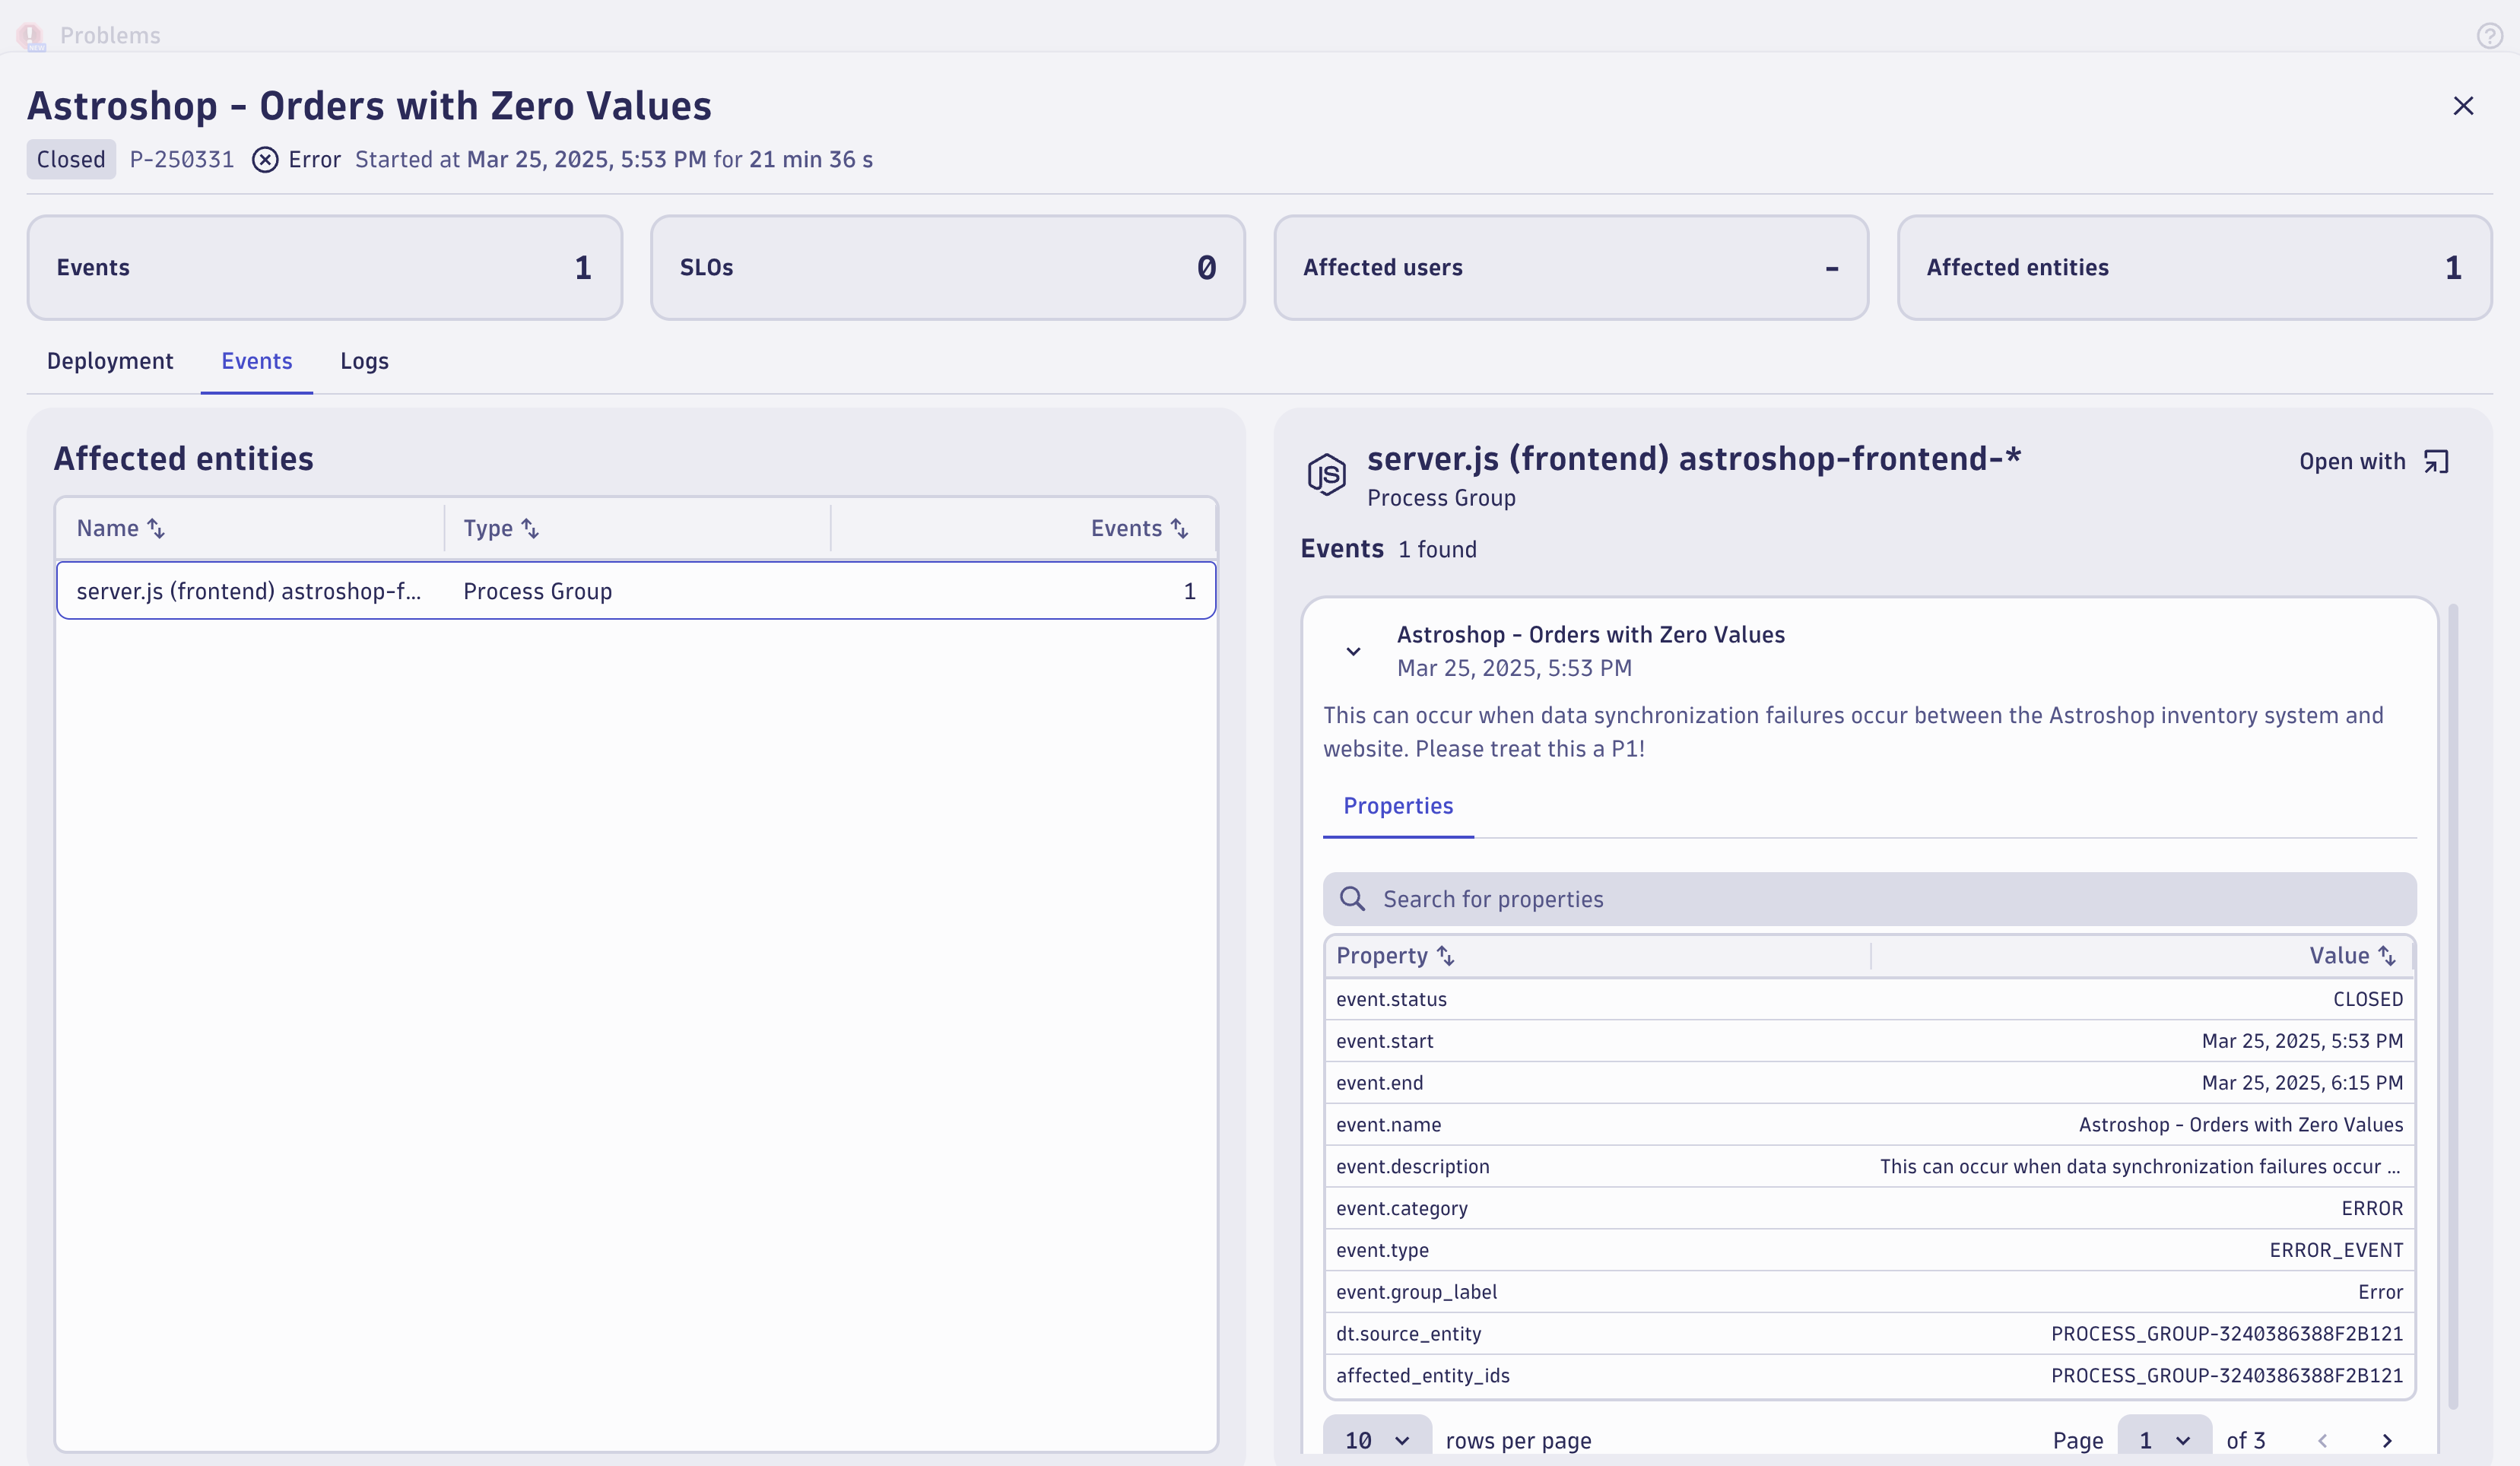 Problems
Astroshop - Orders with Zero Values
Closed P-250331 Error Started at Mar 25, 2025, 5:53 PM for 21 min 36 s
Events 1
SLOs 0
Affected users -
Affected entities 1
Deployment Events Logs
Affected entities
Name Type Events
server.js (frontend) astroshop-f... Process Group 1
server.js (frontend) astroshop-frontend-*
Process Group
Open with
Events 1 found
Astroshop - Orders with Zero Values
Mar 25, 2025, 5:53 PM
This can occur when data synchronization failures occur between the Astroshop inventory system and
website. Please treat this a P1!
Properties
Search for properties
Property Value
event.status CLOSED
event.start Mar 25, 2025, 5:53 PM
event.end Mar 25, 2025, 6:15 PM
event.name Astroshop - Orders with Zero Values
event.description This can occur when data synchronization failures occur ...
event.category ERROR
event.type ERROR_EVENT
event.group_label Error
dt.source_entity PROCESS_GROUP-3240386388F2B121
affected_entity_ids PROCESS_GROUP-3240386388F2B121
10 rows per page Page 1 of 3